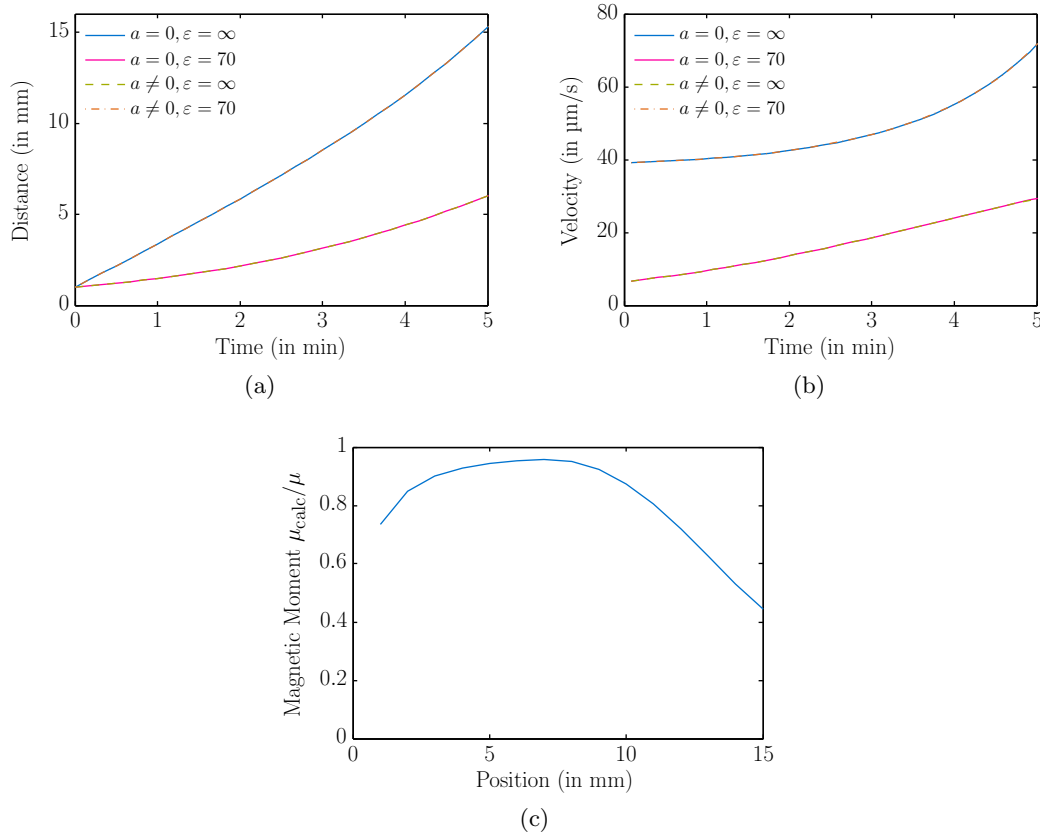 15
10
5
0
Distance (in mm)
a = 0, ε = ∞
a = 0, ε = 70
a ≠ 0, ε = ∞
a ≠ 0, ε = 70
0 1 2 3 4 5
Time (in min)
(a)
80
60
40
20
0
Velocity (in µm/s)
a = 0, ε = ∞
a = 0, ε = 70
a ≠ 0, ε = ∞
a ≠ 0, ε = 70
0 1 2 3 4 5
Time (in min)
(b)
1
0.8
0.6
0.4
0.2
0
Magnetic Moment μcalc/μ
0 5 10 15
Position (in mm)
(c)